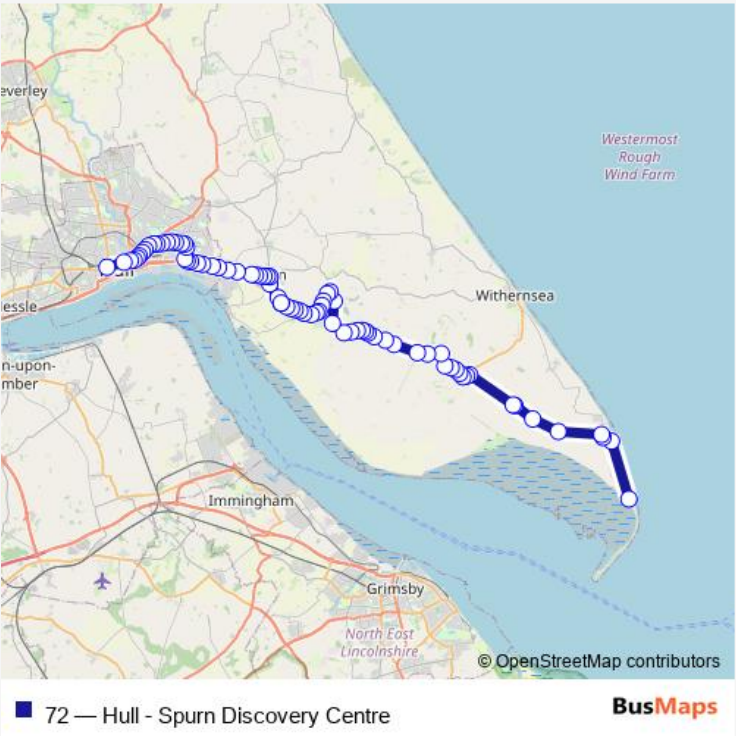 everley
Westermost
Rough
Wind Farm
Withernsea
essle
n-upon-
mber
Immingham
Grimsby
North East
Lincolnshire
© OpenStreetMap contributors
72 — Hull - Spurn Discovery Centre
BusMaps